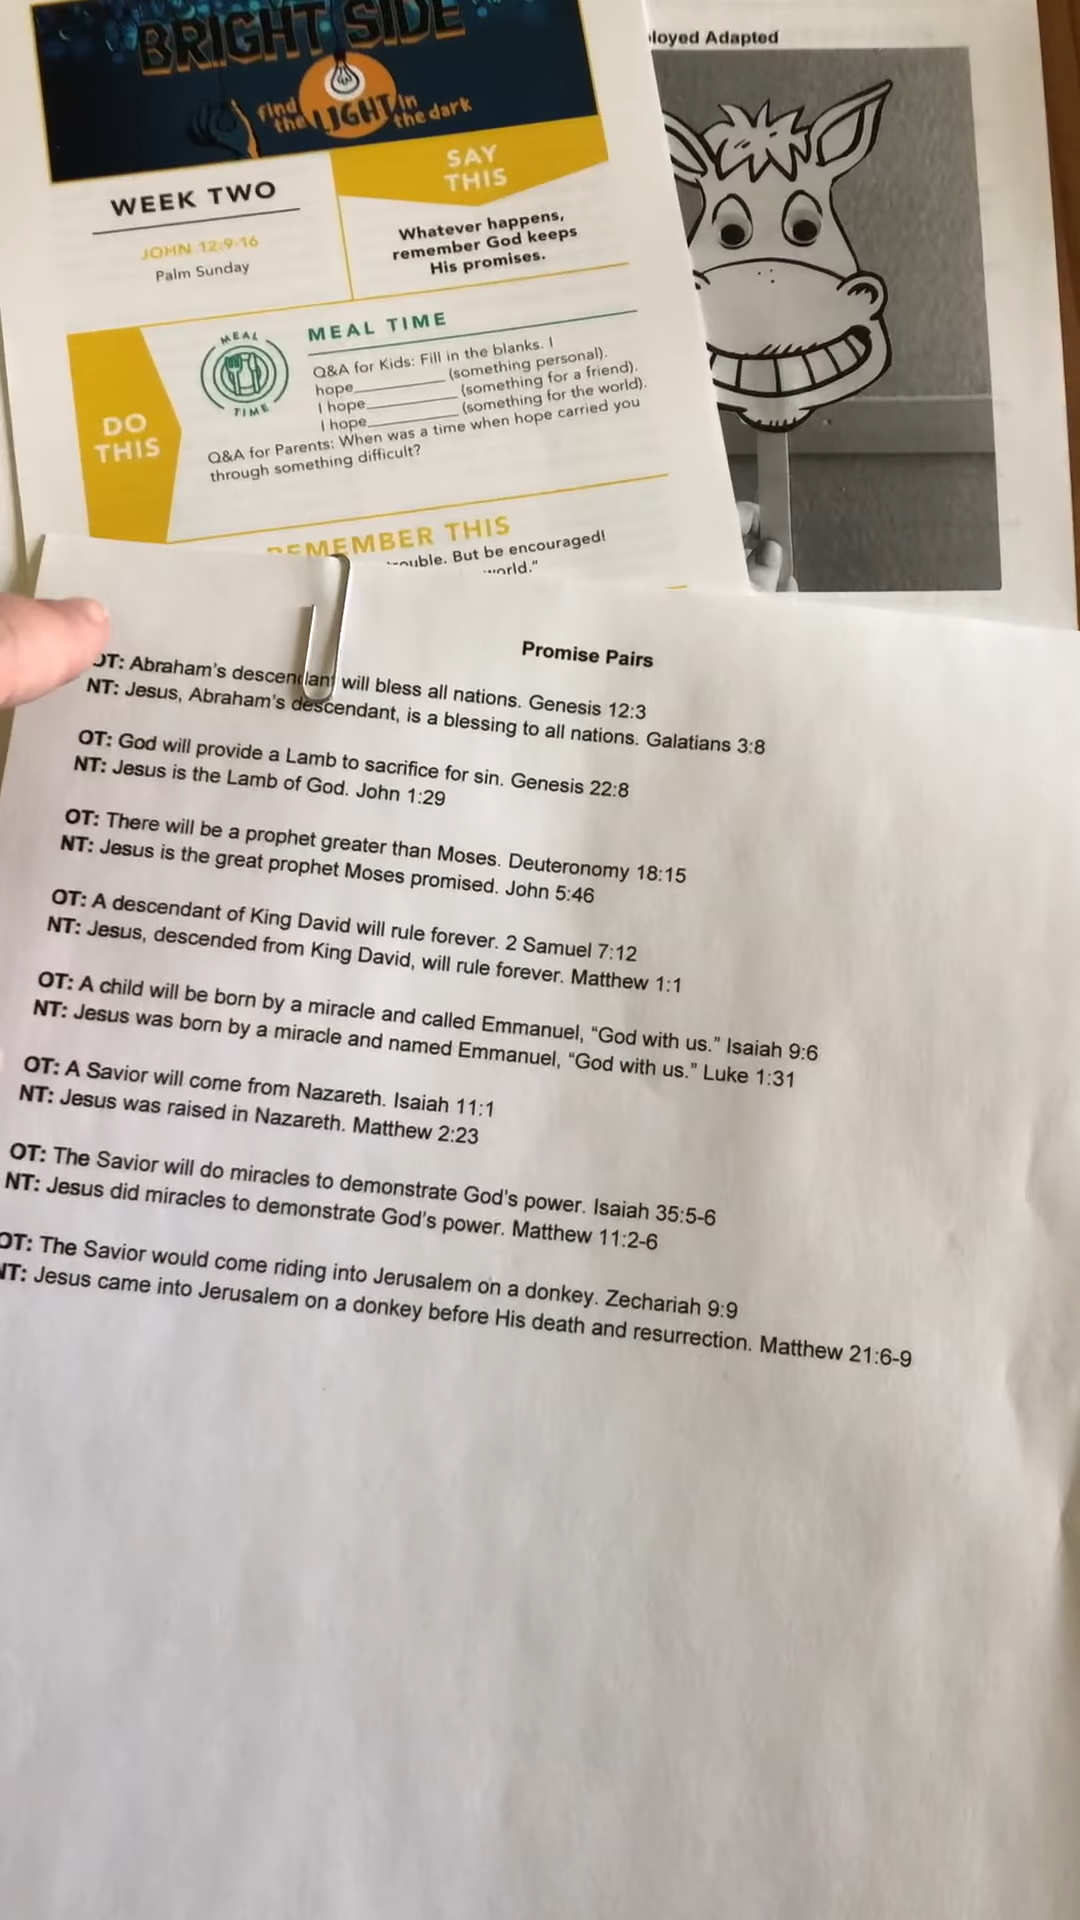 BRIGHT SIDE
find the LIGHT in the dark
WEEK TWO
JOHN 12:9-16
Palm Sunday
SAY
THIS
Whatever happens,
remember God keeps
His promises.
DO
THIS
MEAL
TIME
MEAL TIME
Q&A for Kids: Fill in the blanks. I
hope__________ (something personal).
I hope__________ (something for a friend).
I hope__________ (something for the world).
Q&A for Parents: When was a time when hope carried you
through something difficult?
REMEMBER THIS
But be encouraged!
Adapted
Promise Pairs
OT: Abraham's descendant will bless all nations. Genesis 12:3
NT: Jesus, Abraham's descendant, is a blessing to all nations. Galatians 3:8
OT: God will provide a Lamb to sacrifice for sin. Genesis 22:8
NT: Jesus is the Lamb of God. John 1:29
OT: There will be a prophet greater than Moses. Deuteronomy 18:15
NT: Jesus is the great prophet Moses promised. John 5:46
OT: A descendant of King David will rule forever. 2 Samuel 7:12
NT: Jesus, descended from King David, will rule forever. Matthew 1:1
OT: A child will be born by a miracle and called Emmanuel, “God with us.” Isaiah 9:6
NT: Jesus was born by a miracle and named Emmanuel, “God with us.” Luke 1:31
OT: A Savior will come from Nazareth. Isaiah 11:1
NT: Jesus was raised in Nazareth. Matthew 2:23
OT: The Savior will do miracles to demonstrate God's power. Isaiah 35:5-6
NT: Jesus did miracles to demonstrate God's power. Matthew 11:2-6
OT: The Savior would come riding into Jerusalem on a donkey. Zechariah 9:9
NT: Jesus came into Jerusalem on a donkey before His death and resurrection. Matthew 21:6-9